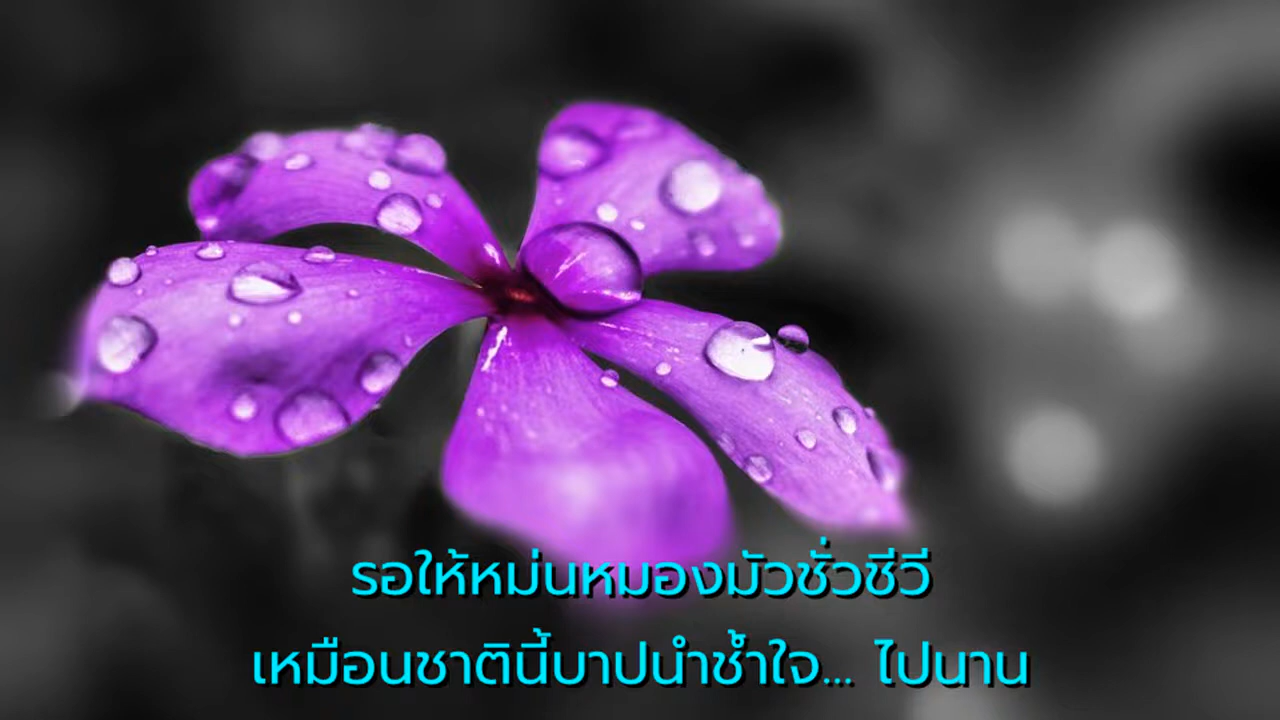 รอให้หม่นหมองมัวชั่วชีวี
เหมือนชาตินี้บาปนำช้ำใจ... ไปนาน